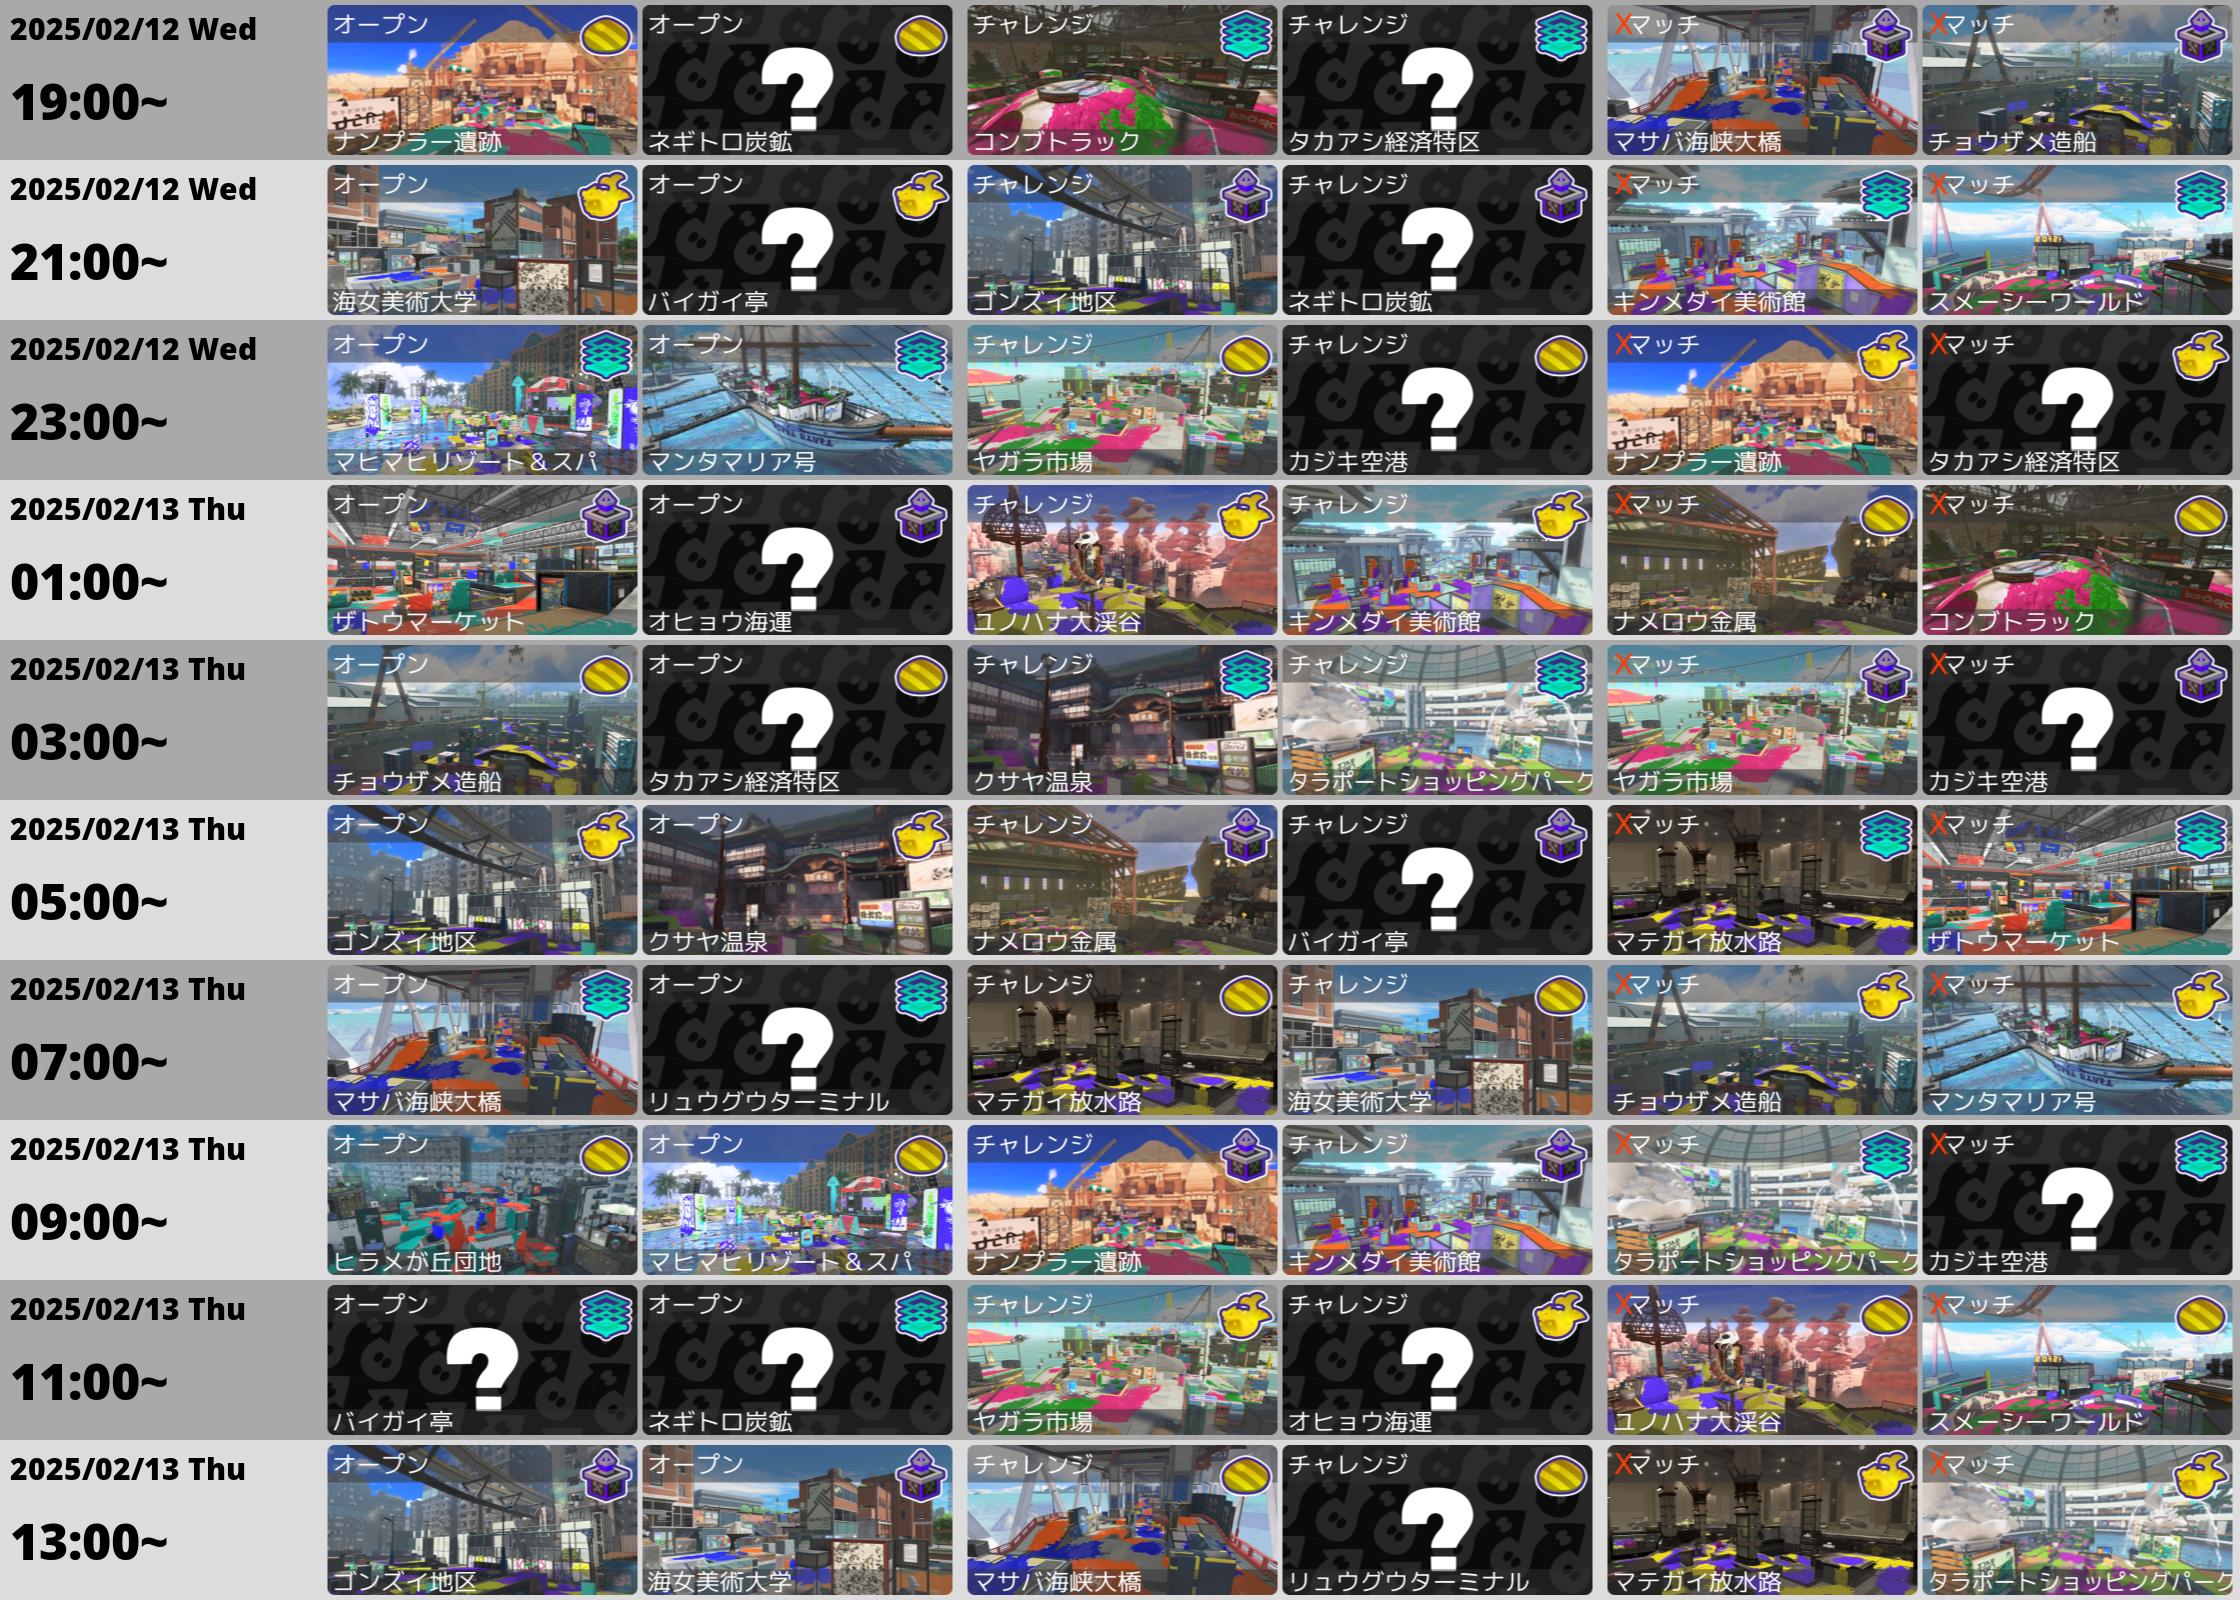 2025/02/12 Wed
19:00~
オープン
ナンプラー遺跡
オープン
ネギトロ炭鉱
チャレンジ
コンブトラック
チャレンジ
タカアシ経済特区
Xマッチ
マサバ海峡大橋
Xマッチ
チョウザメ造船
2025/02/12 Wed
21:00~
オープン
海女美術大学
オープン
バイガイ亭
チャレンジ
ゴンズイ地区
チャレンジ
ネギトロ炭鉱
Xマッチ
キンメダイ美術館
Xマッチ
スメーシーワールド
2025/02/12 Wed
23:00~
オープン
マヒマヒリゾート＆スパ
オープン
マンタマリア号
チャレンジ
ヤガラ市場
チャレンジ
カジキ空港
Xマッチ
ナンプラー遺跡
Xマッチ
タカアシ経済特区
2025/02/13 Thu
01:00~
オープン
ザトウマーケット
オープン
オヒョウ海運
チャレンジ
ユノハナ大渓谷
チャレンジ
キンメダイ美術館
Xマッチ
ナメロウ金属
Xマッチ
コンブトラック
2025/02/13 Thu
03:00~
オープン
チョウザメ造船
オープン
タカアシ経済特区
チャレンジ
クサヤ温泉
チャレンジ
タラポートショッピングパーク
Xマッチ
ヤガラ市場
Xマッチ
カジキ空港
2025/02/13 Thu
05:00~
オープン
ゴンズイ地区
オープン
クサヤ温泉
チャレンジ
ナメロウ金属
チャレンジ
バイガイ亭
Xマッチ
マテガイ放水路
Xマッチ
ザトウマーケット
2025/02/13 Thu
07:00~
オープン
マサバ海峡大橋
オープン
リュウグウターミナル
チャレンジ
マテガイ放水路
チャレンジ
海女美術大学
Xマッチ
チョウザメ造船
Xマッチ
マンタマリア号
2025/02/13 Thu
09:00~
オープン
ヒラメが丘団地
オープン
マヒマヒリゾート＆スパ
チャレンジ
ナンプラー遺跡
チャレンジ
キンメダイ美術館
Xマッチ
タラポートショッピングパーク
Xマッチ
カジキ空港
2025/02/13 Thu
11:00~
オープン
バイガイ亭
オープン
ネギトロ炭鉱
チャレンジ
ヤガラ市場
チャレンジ
オヒョウ海運
Xマッチ
ユノハナ大渓谷
Xマッチ
スメーシーワールド
2025/02/13 Thu
13:00~
オープン
ゴンズイ地区
オープン
海女美術大学
チャレンジ
マサバ海峡大橋
チャレンジ
リュウグウターミナル
Xマッチ
マテガイ放水路
Xマッチ
タラポートショッピングパーク